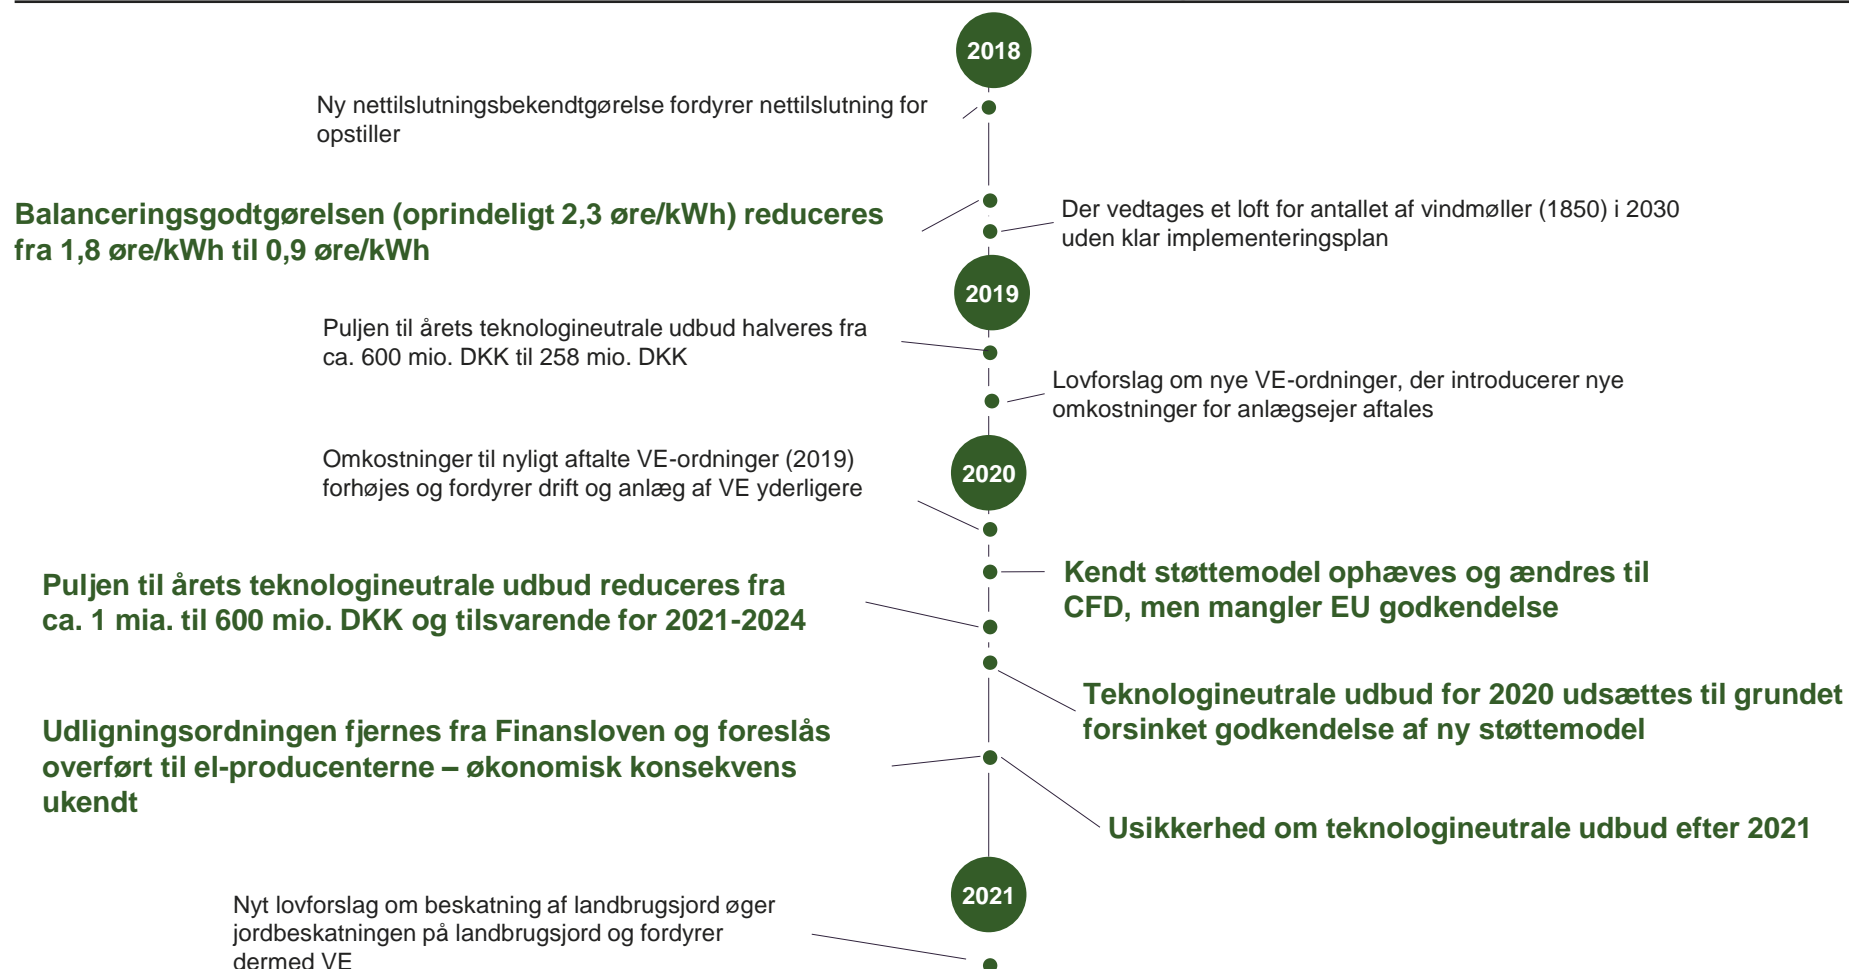 2018
Ny nettilslutningsbekendtgørelse fordyrer nettilslutning for
opstiller
Balanceringsgodtgørelsen (oprindeligt 2,3 øre/kWh) reduceres
fra 1,8 øre/kWh til 0,9 øre/kWh
Der vedtages et loft for antallet af vindmøller (1850) i 2030
uden klar implementeringsplan
2019
Puljen til årets teknologineutrale udbud halveres fra
ca. 600 mio. DKK til 258 mio. DKK
Lovforslag om nye VE-ordninger, der introducerer nye
omkostninger for anlægsejer aftales
2020
Omkostninger til nyligt aftalte VE-ordninger (2019)
forhøjes og fordyrer drift og anlæg af VE yderligere
Kendt støttemodel ophæves og ændres til
CFD, men mangler EU godkendelse
Puljen til årets teknologineutrale udbud reduceres fra
ca. 1 mia. til 600 mio. DKK og tilsvarende for 2021-2024
Teknologineutrale udbud for 2020 udsættes til grundet
forsinket godkendelse af ny støttemodel
Udligningsordningen fjernes fra Finansloven og foreslås
overført til el-producenterne – økonomisk konsekvens
ukendt
Usikkerhed om teknologineutrale udbud efter 2021
2021
Nyt lovforslag om beskatning af landbrugsjord øger
jordbeskatningen på landbrugsjord og fordyrer
dermed VE